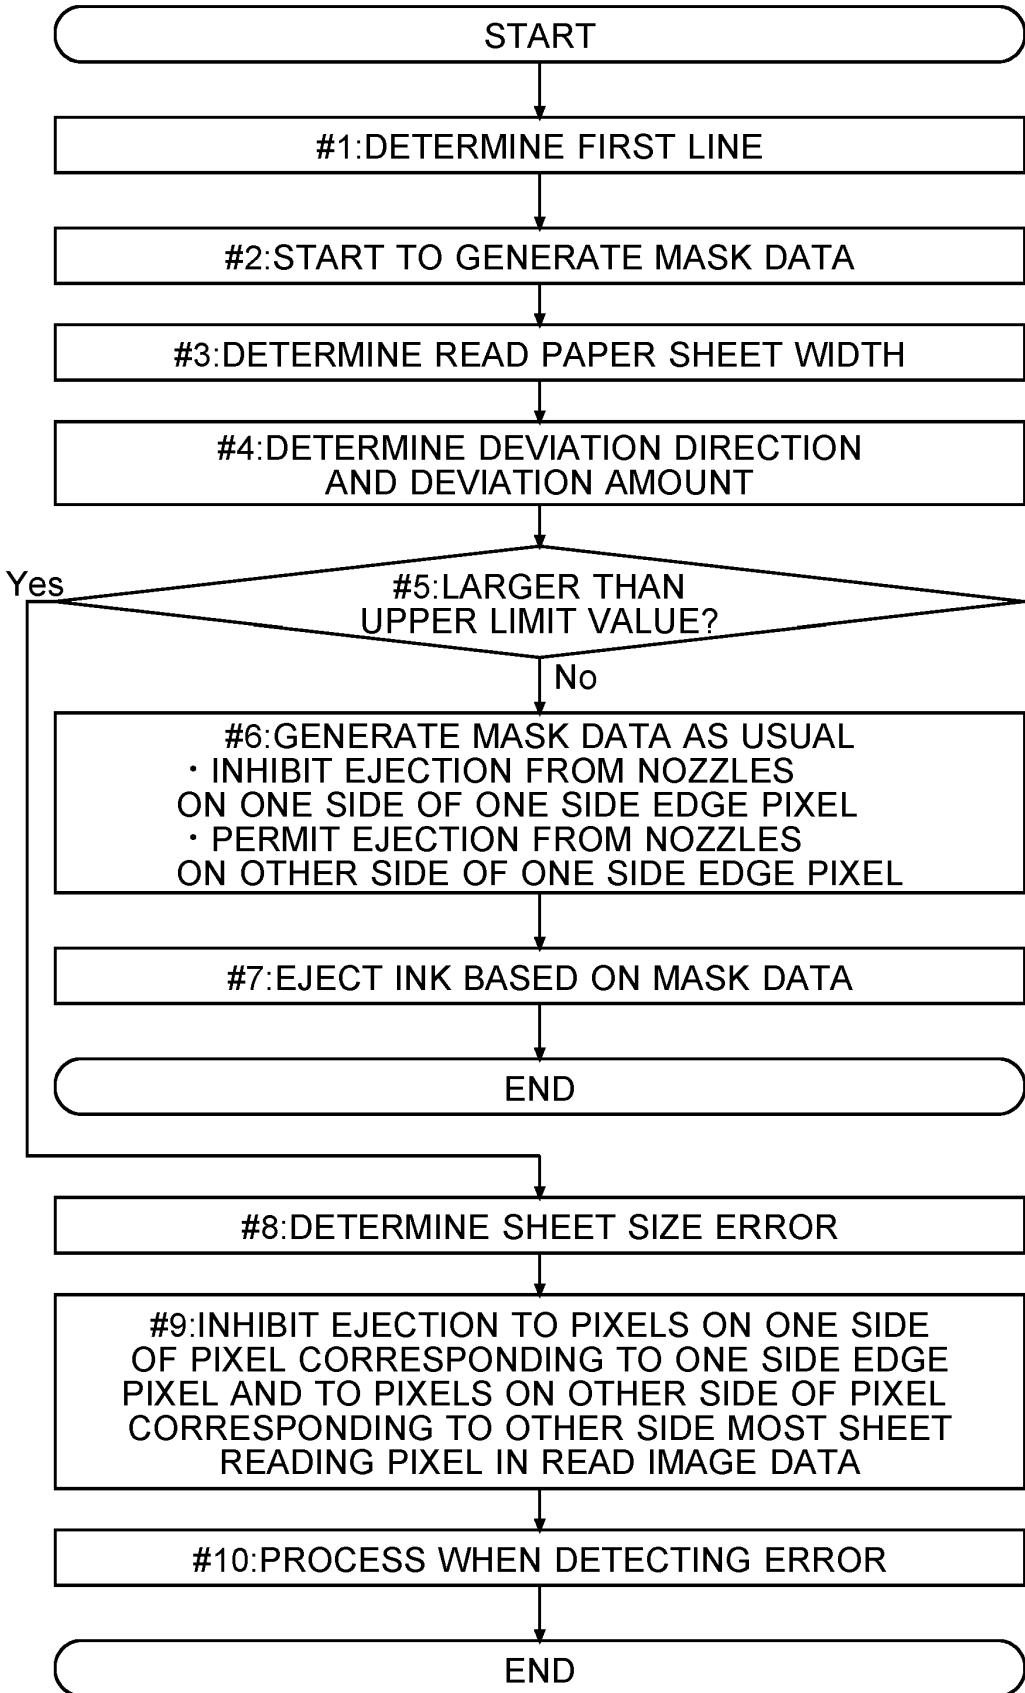 START
#1:DETERMINE FIRST LINE
#2:START TO GENERATE MASK DATA
#3:DETERMINE READ PAPER SHEET WIDTH
#4:DETERMINE DEVIATION DIRECTION
AND DEVIATION AMOUNT
Yes
#5:LARGER THAN
UPPER LIMIT VALUE?
No
#6:GENERATE MASK DATA AS USUAL
・INHIBIT EJECTION FROM NOZZLES
ON ONE SIDE OF ONE SIDE EDGE PIXEL
・PERMIT EJECTION FROM NOZZLES
ON OTHER SIDE OF ONE SIDE EDGE PIXEL
#7:EJECT INK BASED ON MASK DATA
END
#8:DETERMINE SHEET SIZE ERROR
#9:INHIBIT EJECTION TO PIXELS ON ONE SIDE
OF PIXEL CORRESPONDING TO ONE SIDE EDGE
PIXEL AND TO PIXELS ON OTHER SIDE OF PIXEL
CORRESPONDING TO OTHER SIDE MOST SHEET
READING PIXEL IN READ IMAGE DATA
#10:PROCESS WHEN DETECTING ERROR
END